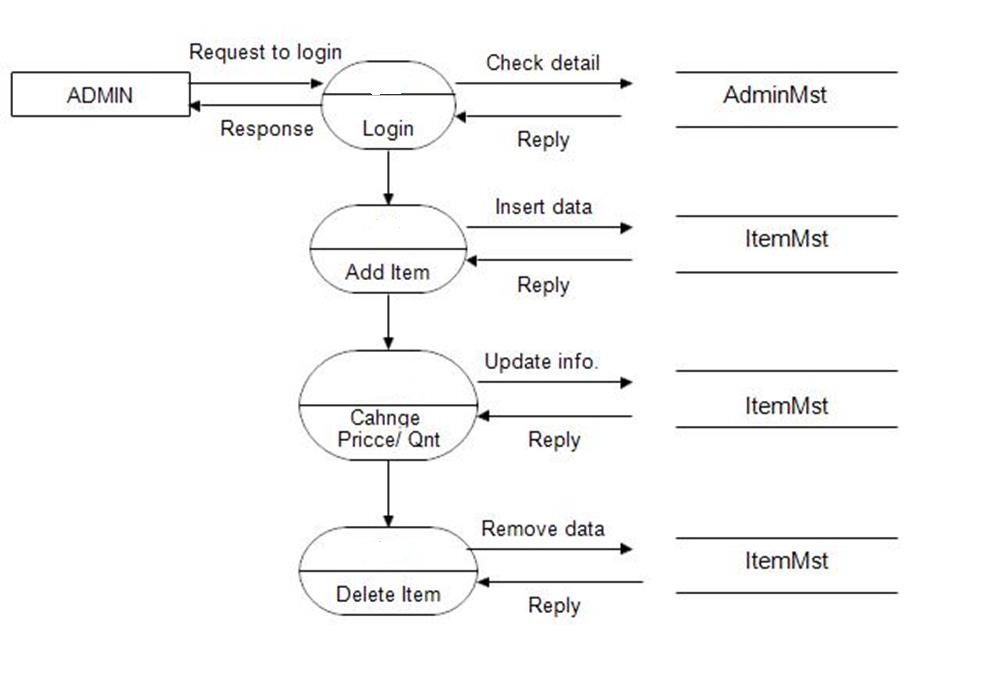 Request to login
Check detail
ADMIN
AdminMst
Response
Login
Reply
Insert data
ItemMst
Add Item
Reply
Update info.
ItemMst
Cahnge
Pricce/ Qnt
Reply
Remove data
ItemMst
Delete Item
Reply